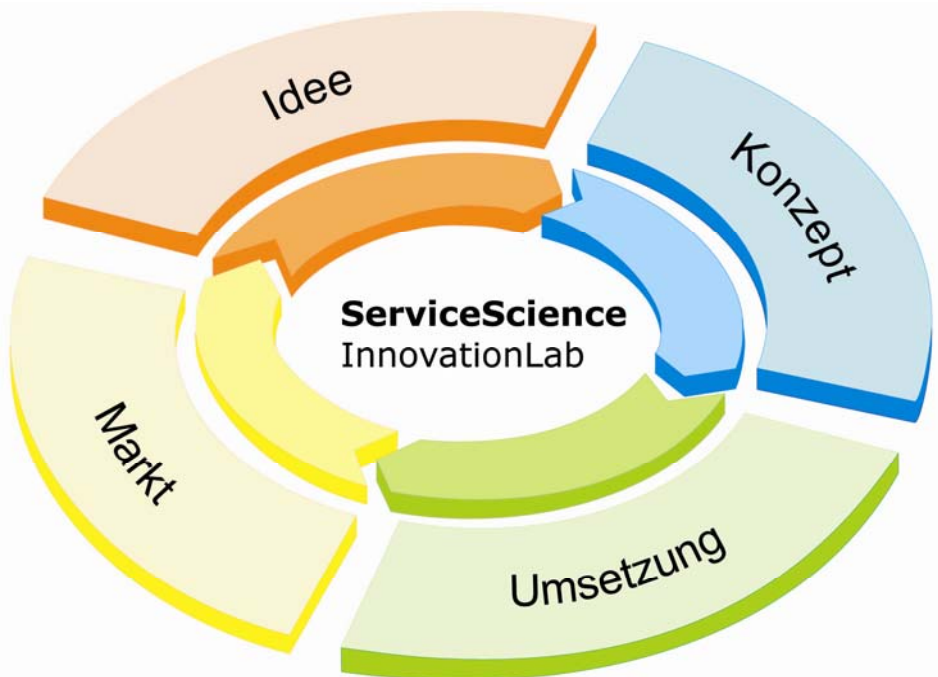 Idee
Konzept
ServiceScience
InnovationLab
Markt
Umsetzung